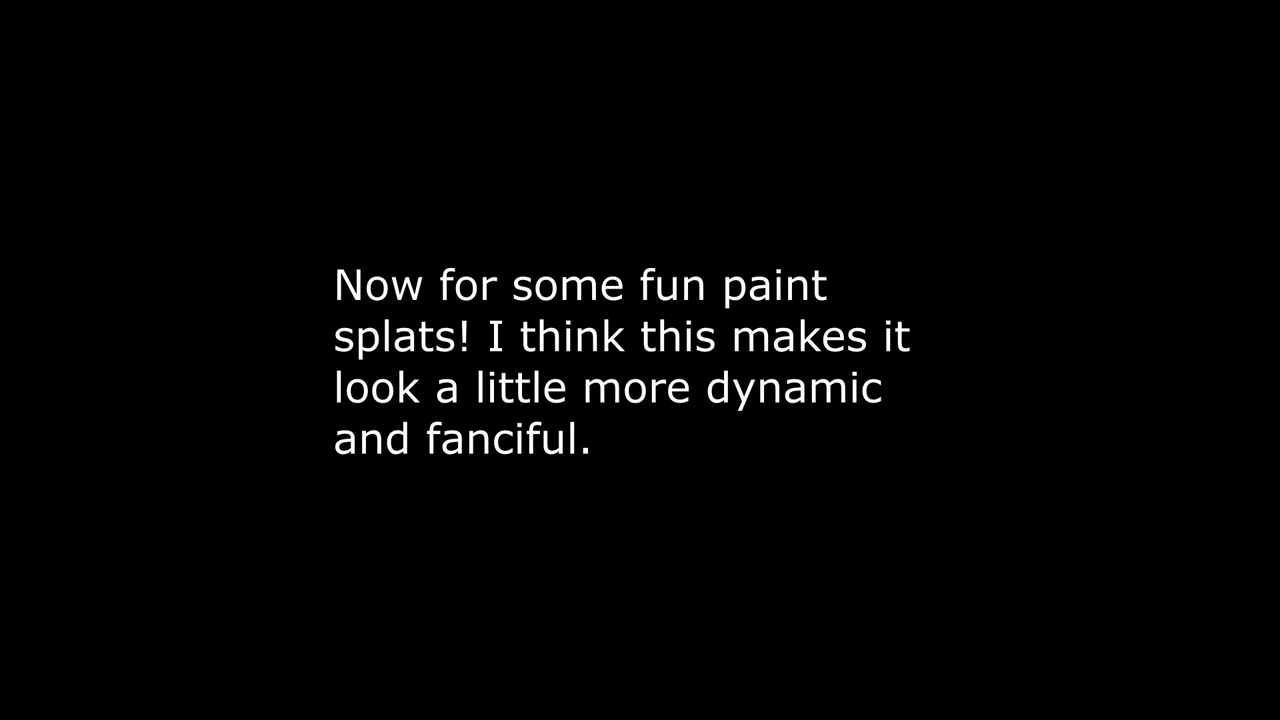 Now for some fun paint
splats! I think this makes it
look a little more dynamic
and fanciful.